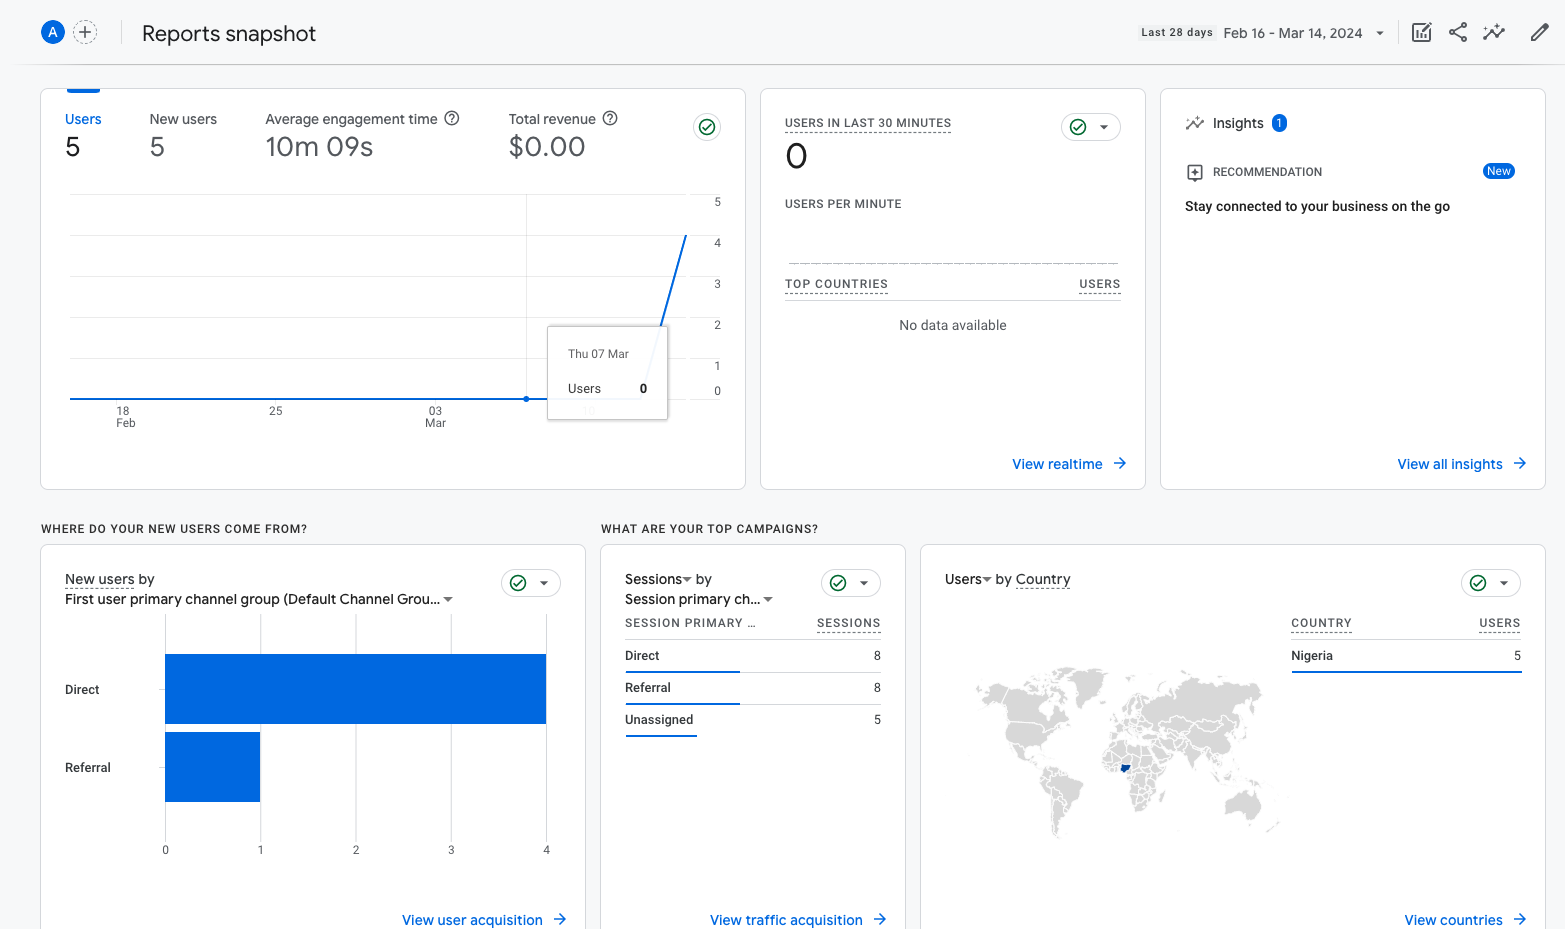 A
Reports snapshot
Last 28 days Feb 16 - Mar 14, 2024
Users
5
New users
5
Average engagement time
10m 09s
Total revenue
$0.00
5
4
3
2
1
0
Thu 07 Mar
Users 0
10
18
Feb
25
03
Mar
USERS IN LAST 30 MINUTES
0
USERS PER MINUTE
TOP COUNTRIES USERS
No data available
View realtime
Insights 1
RECOMMENDATION New
Stay connected to your business on the go
View all insights
WHERE DO YOUR NEW USERS COME FROM?
New users by
First user primary channel group (Default Channel Grou...
Direct
Referral
0 1 2 3 4
View user acquisition
WHAT ARE YOUR TOP CAMPAIGNS?
Sessions by
Session primary ch...
SESSION PRIMARY ... SESSIONS
Direct 8
Referral 8
Unassigned 5
View traffic acquisition
Users by Country
COUNTRY USERS
Nigeria 5
View countries